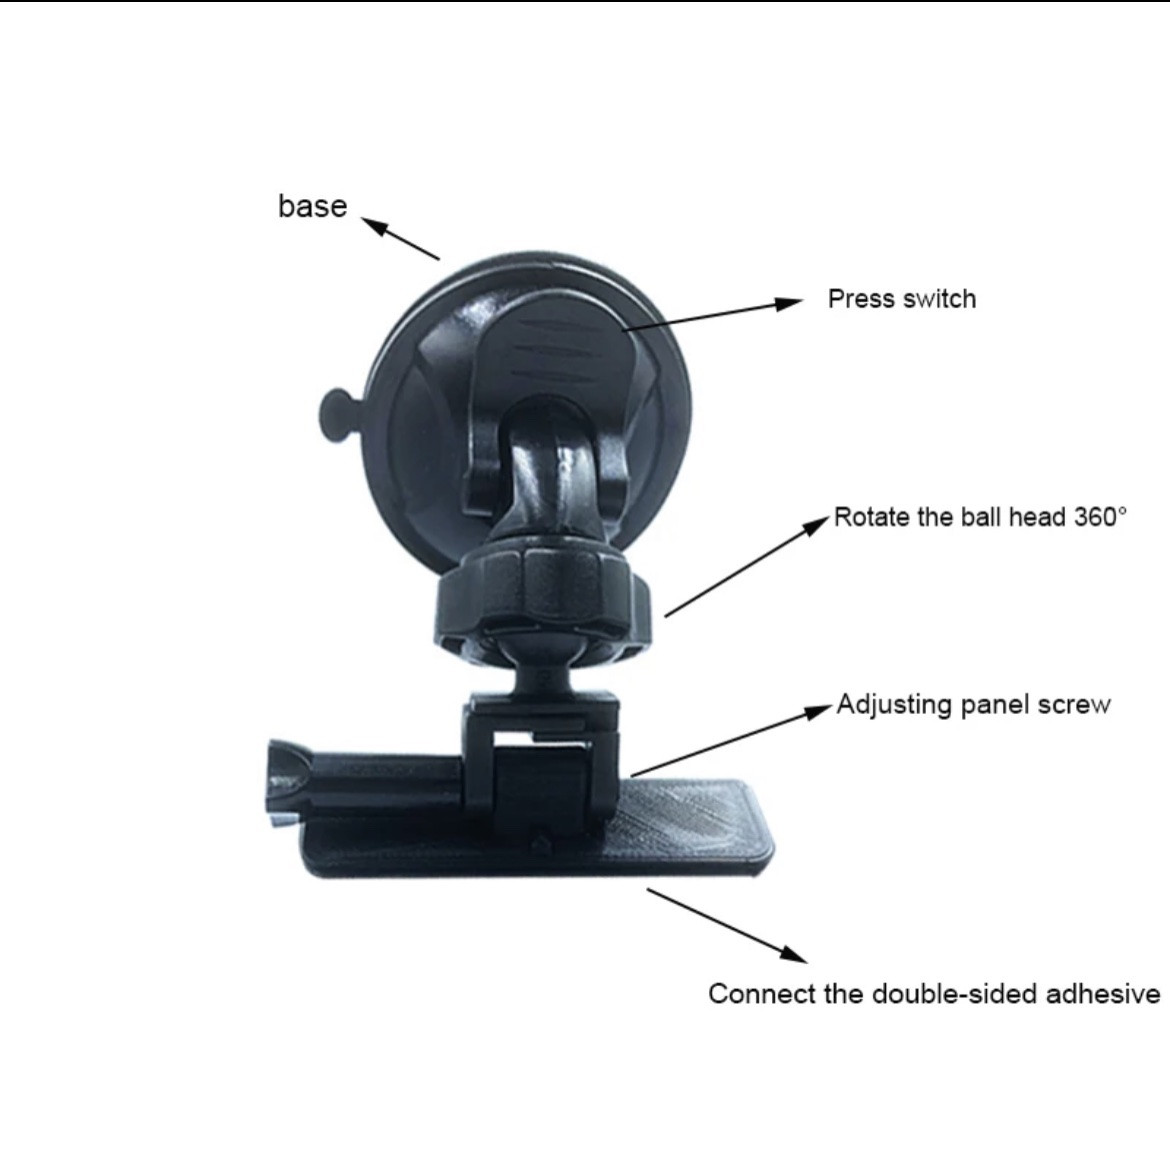 base
Press switch
Rotate the ball head 360°
Adjusting panel screw
Connect the double-sided adhesive